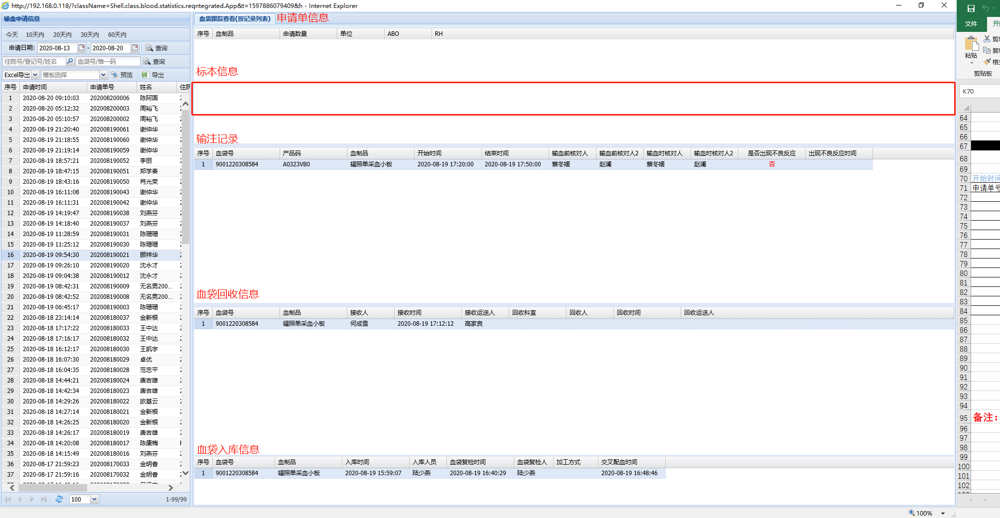 http://192.168.0.118/?className=Shell.class.blood.statistics.reqntegrated.App&t=1597886079409&h - Internet Explorer
输血申请信息
今天 10天内 20天内 30天内 60天内
申请日期: 2020-08-13 - 2020-08-20 查询
住院号/登记号/姓名 血袋号/惟一码 查询
Excel导出 模板选择 预览 导出
序号 申请时间 申请单号 姓名 住院
1 2020-08-20 09:10:03 202008200006 陈阿国
2 2020-08-20 05:12:32 202008200003 周裕飞
3 2020-08-20 05:10:57 202008200002 周裕飞
4 2020-08-19 21:20:40 202008190061 谢仲华
5 2020-08-19 21:18:55 202008190060 谢仲华
6 2020-08-19 21:19:14 202008190059 谢仲华
7 2020-08-19 18:57:21 202008190052 李丽
8 2020-08-19 18:47:15 202008190051 郑学奏
9 2020-08-19 18:43:16 202008190050 肖光荣
10 2020-08-19 16:11:08 202008190043 谢仲华
11 2020-08-19 16:11:31 202008190042 谢仲华
12 2020-08-19 14:19:47 202008190038 刘燕芬
13 2020-08-19 14:18:40 202008190037 刘燕芬
14 2020-08-19 11:28:59 202008190031 陈珊珊
15 2020-08-19 11:25:12 202008190030 陈珊珊
16 2020-08-19 09:54:30 202008190021 顾祥华
17 2020-08-19 09:26:10 202008190020 沈永才
18 2020-08-19 09:04:38 202008190012 沈永才
19 2020-08-19 08:42:31 202008190009 无名男200...
20 2020-08-19 08:42:52 202008190008 无名男200...
21 2020-08-19 06:45:17 202008190003 陈珊珊
22 2020-08-18 23:14:14 202008180037 金新根
23 2020-08-18 17:17:22 202008180033 王中达
24 2020-08-18 17:16:17 202008180032 王中达
25 2020-08-18 16:12:17 202008180030 王凯宇
26 2020-08-18 16:07:30 202008180029 卓优
27 2020-08-18 16:04:35 202008180028 范忠平
28 2020-08-18 14:44:21 202008180024 唐吉雄
29 2020-08-18 14:42:34 202008180023 唐吉雄
30 2020-08-18 14:29:26 202008180022 欧基云
31 2020-08-18 14:27:14 202008180021 金新根
32 2020-08-18 14:26:25 202008180020 金新根
33 2020-08-18 14:26:17 202008180019 唐吉雄
34 2020-08-18 14:20:08 202008180017 陈康梅
35 2020-08-18 14:15:49 202008180016 刘燕芬
36 2020-08-17 21:59:23 202008170033 金明香
37 2020-08-17 21:59:16 202008170032 金明香
100 1-99/99
血袋跟踪查看(按记录列表) 申请单信息
序号 血制品 申请数量 单位 ABO RH
标本信息
输注记录
序号 血袋号 产品码 血制品 开始时间 结束时间 输血前核对人 输血前核对人2 输血时核对人 输血时核对人2 是否出现不良反应 出现不良反应时间
1 9001220308584 A0323VB0 辐照单采血小板 2020-08-19 17:20:00 2020-08-19 17:50:00 蔡冬媛 赵澜 蔡冬媛 赵澜 否
血袋回收信息
序号 血袋号 血制品 接收人 接收时间 接收运送人 回收科室 回收人 回收时间 回收运送人
1 9001220308584 辐照单采血小板 何成雪 2020-08-19 17:12:12 高家良
血袋入库信息
序号 血袋号 血制品 入库时间 入库人员 血袋复检时间 血袋复检人 加工方式 交叉配血时间
1 9001220308584 辐照单采血小板 2020-08-19 15:59:07 陆少燕 2020-08-19 16:40:29 陆少燕 2020-08-19 16:48:46
文件 开
粘贴 剪
复
格
剪贴板
K70
64
65
66
67
68
69
70 开始时间
71 申请单号
72
73
74
75
76
77
78
79
80
81
82
83
84
85
86
87
88
89
90
91
92
93
94
95 备注:
96
97
98
99
100
101
102
100%